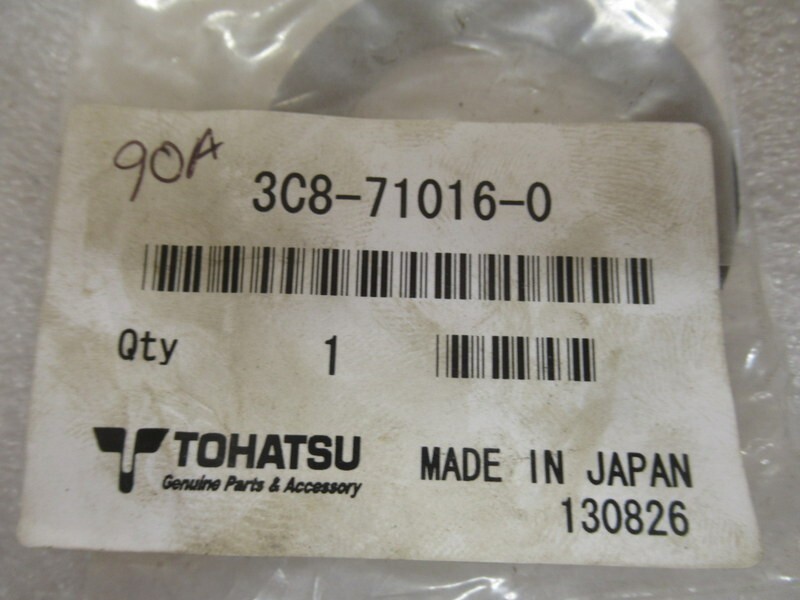 90A
3C8-71016-0
Qty 1
TOHATSU
Genuine Parts & Accessory
MADE IN JAPAN
130826